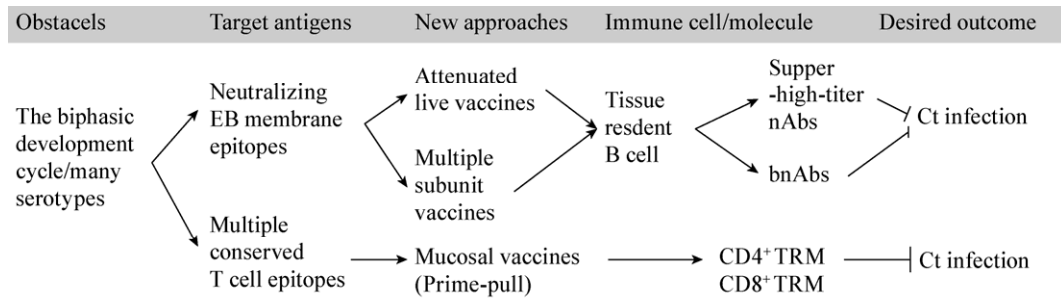 Obstacels
Target antigens
New approaches
Immune cell/molecule
Desired outcome
The biphasic
development
cycle/many
serotypes
Neutralizing
EB membrane
epitopes
Multiple
conserved
T cell epitopes
Attenuated
live vaccines
Multiple
subunit
vaccines
Mucosal vaccines
(Prime-pull)
Tissue
resdent
B cell
Supper
-high-titer
nAbs
bnAbs
CD4⁺ TRM
CD8⁺ TRM
Ct infection
Ct infection